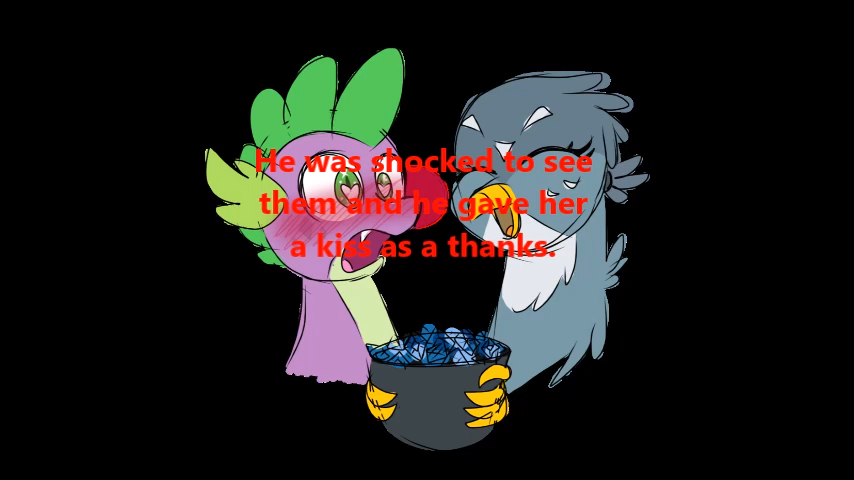 He was shocked to see
them and he gave her
a kiss as a thanks.